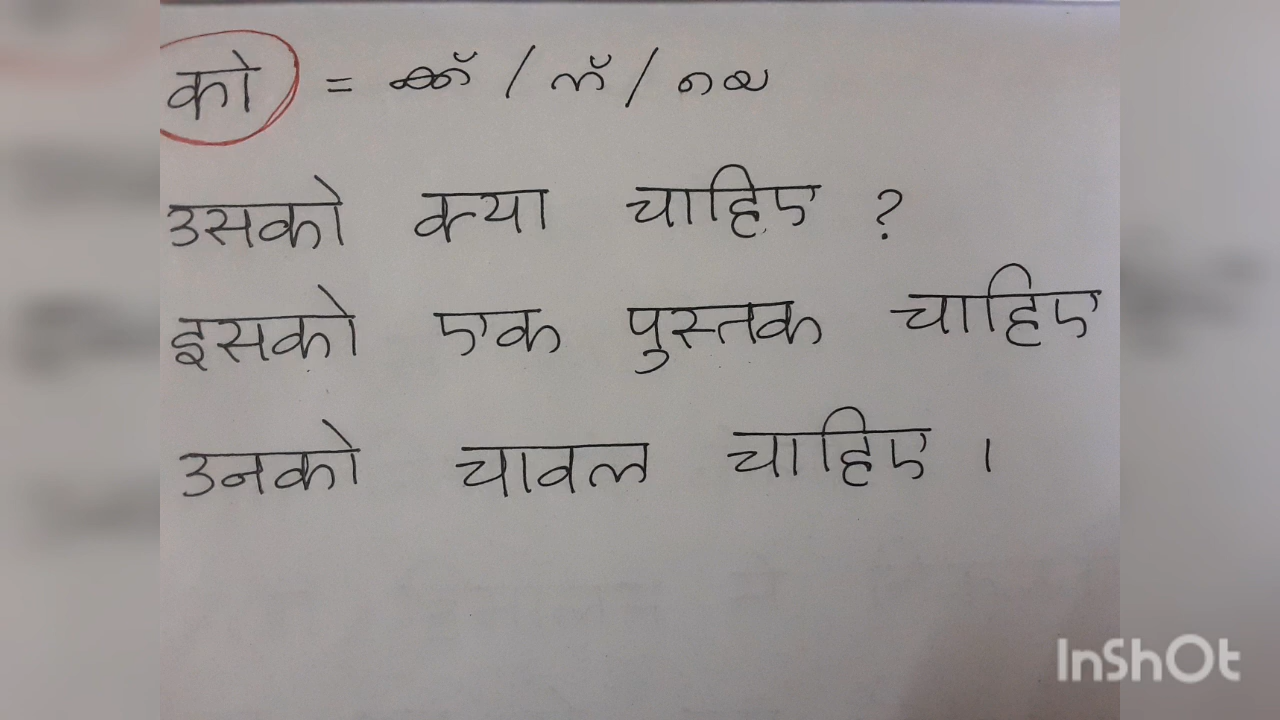 को = ക്ക് / ന് / നെ
उसको क्या चाहिए ?
इसको एक पुस्तक चाहिए
उनको चावल चाहिए ।
InShOt